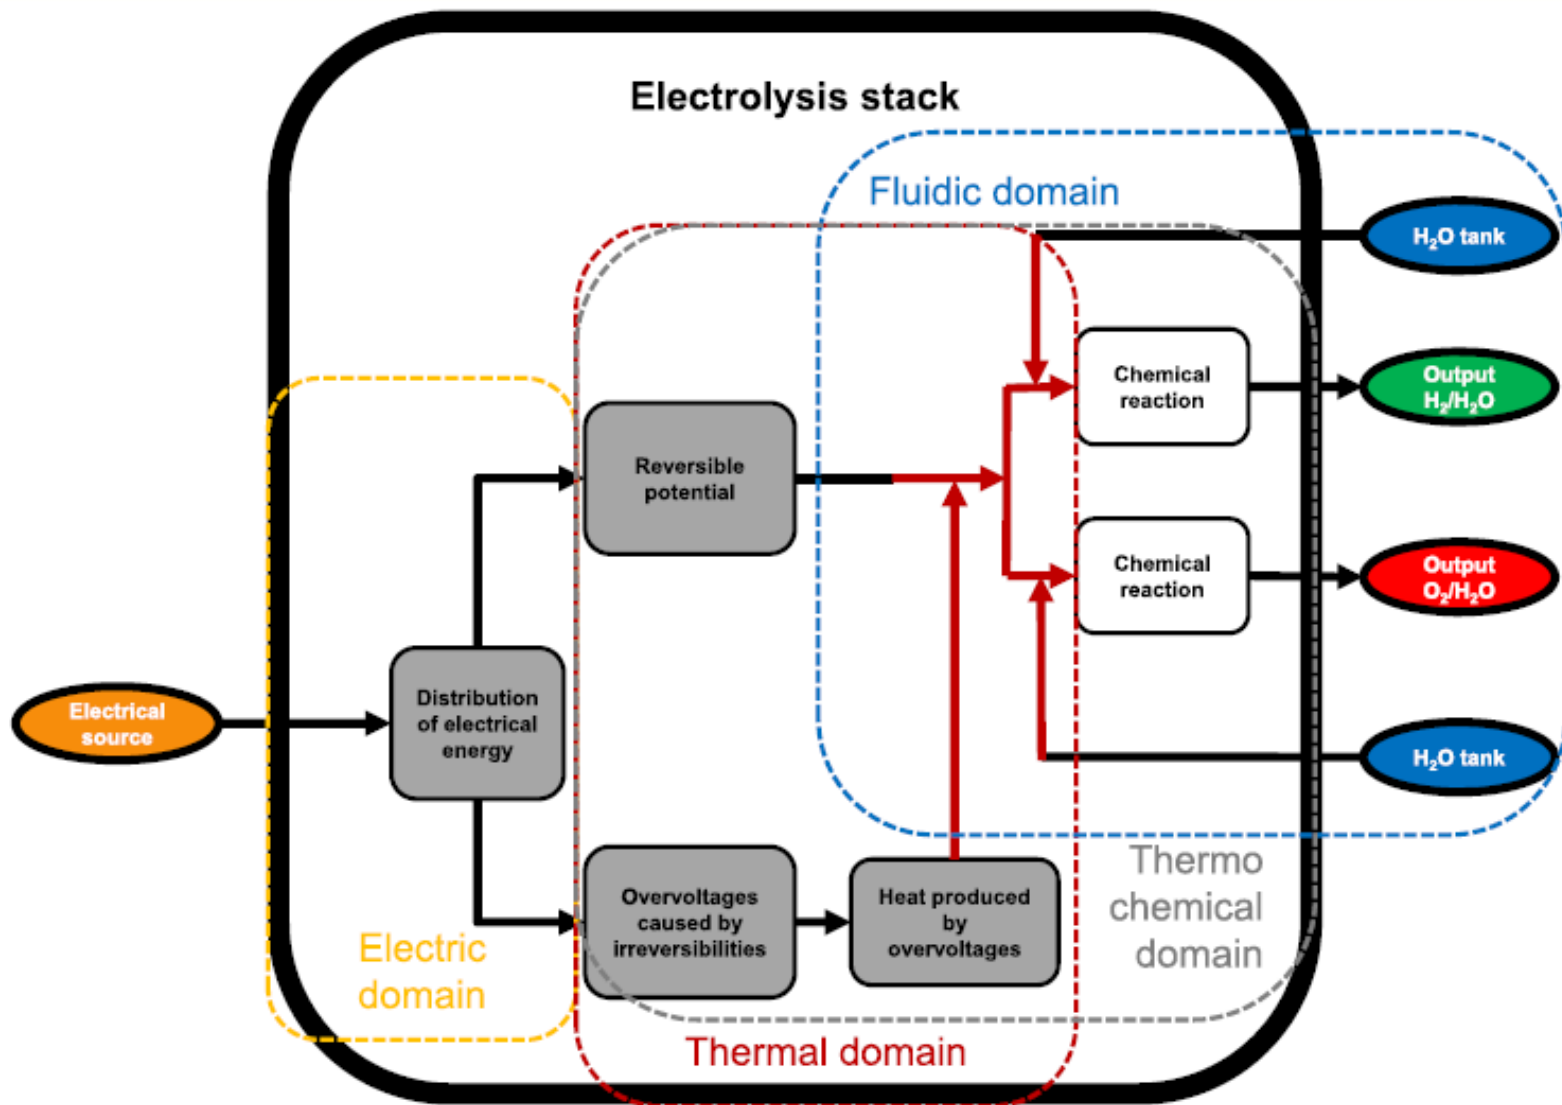 Electrolysis stack
Fluidic domain
H₂O tank
Chemical
reaction
Output
H₂/H₂O
Reversible
potential
Chemical
reaction
Output
O₂/H₂O
Distribution
of electrical
energy
Electrical
source
H₂O tank
Overvoltages
caused by
irreversibilities
Heat produced
by
overvoltages
Thermo
chemical
domain
Electric
domain
Thermal domain